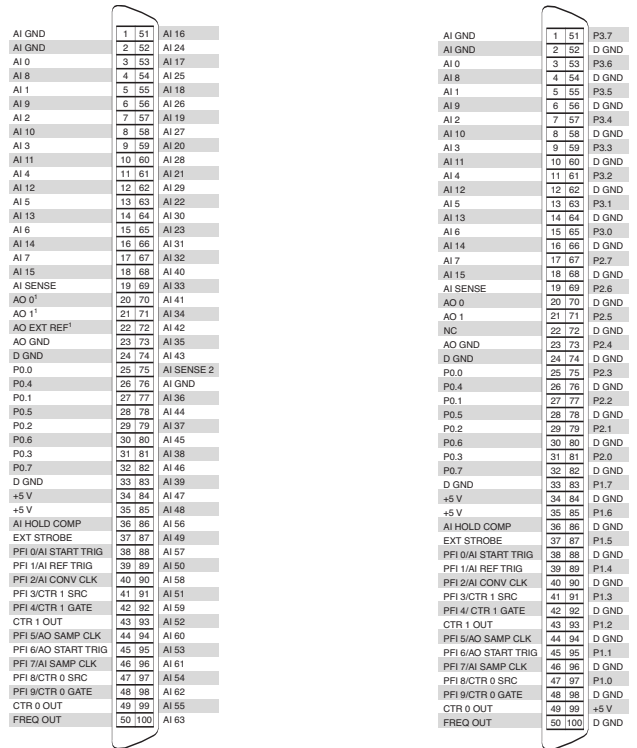 AI GND 1 51 AI 16
AI GND 2 52 AI 24
AI 0 3 53 AI 17
AI 8 4 54 AI 25
AI 1 5 55 AI 18
AI 9 6 56 AI 26
AI 2 7 57 AI 19
AI 10 8 58 AI 27
AI 3 9 59 AI 20
AI 11 10 60 AI 28
AI 4 11 61 AI 21
AI 12 12 62 AI 29
AI 5 13 63 AI 22
AI 13 14 64 AI 30
AI 6 15 65 AI 23
AI 14 16 66 AI 31
AI 7 17 67 AI 32
AI 15 18 68 AI 40
AI SENSE 19 69 AI 33
AO 0¹ 20 70 AI 41
AO 1¹ 21 71 AI 34
AO EXT REF¹ 22 72 AI 42
AO GND 23 73 AI 35
D GND 24 74 AI 43
P0.0 25 75 AI SENSE 2
P0.4 26 76 AI GND
P0.1 27 77 AI 36
P0.5 28 78 AI 44
P0.2 29 79 AI 37
P0.6 30 80 AI 45
P0.3 31 81 AI 38
P0.7 32 82 AI 46
D GND 33 83 AI 39
+5 V 34 84 AI 47
+5 V 35 85 AI 48
AI HOLD COMP 36 86 AI 56
EXT STROBE 37 87 AI 49
PFI 0/AI START TRIG 38 88 AI 57
PFI 1/AI REF TRIG 39 89 AI 50
PFI 2/AI CONV CLK 40 90 AI 58
PFI 3/CTR 1 SRC 41 91 AI 51
PFI 4/CTR 1 GATE 42 92 AI 59
CTR 1 OUT 43 93 AI 52
PFI 5/AO SAMP CLK 44 94 AI 60
PFI 6/AO START TRIG 45 95 AI 53
PFI 7/AI SAMP CLK 46 96 AI 61
PFI 8/CTR 0 SRC 47 97 AI 54
PFI 9/CTR 0 GATE 48 98 AI 62
CTR 0 OUT 49 99 AI 55
FREQ OUT 50 100 AI 63
AI GND 1 51 P3.7
AI GND 2 52 D GND
AI 0 3 53 P3.6
AI 8 4 54 D GND
AI 1 5 55 P3.5
AI 9 6 56 D GND
AI 2 7 57 P3.4
AI 10 8 58 D GND
AI 3 9 59 P3.3
AI 11 10 60 D GND
AI 4 11 61 P3.2
AI 12 12 62 D GND
AI 5 13 63 P3.1
AI 13 14 64 D GND
AI 6 15 65 P3.0
AI 14 16 66 D GND
AI 7 17 67 P2.7
AI 15 18 68 D GND
AI SENSE 19 69 P2.6
AO 0 20 70 D GND
AO 1 21 71 P2.5
NC 22 72 D GND
AO GND 23 73 P2.4
D GND 24 74 D GND
P0.0 25 75 P2.3
P0.4 26 76 D GND
P0.1 27 77 P2.2
P0.5 28 78 D GND
P0.2 29 79 P2.1
P0.6 30 80 D GND
P0.3 31 81 P2.0
P0.7 32 82 D GND
D GND 33 83 P1.7
+5 V 34 84 D GND
+5 V 35 85 P1.6
AI HOLD COMP 36 86 D GND
EXT STROBE 37 87 P1.5
PFI 0/AI START TRIG 38 88 D GND
PFI 1/AI REF TRIG 39 89 P1.4
PFI 2/AI CONV CLK 40 90 D GND
PFI 3/CTR 1 SRC 41 91 P1.3
PFI 4/ CTR 1 GATE 42 92 D GND
CTR 1 OUT 43 93 P1.2
PFI 5/AO SAMP CLK 44 94 D GND
PFI 6/AO START TRIG 45 95 P1.1
PFI 7/AI SAMP CLK 46 96 D GND
PFI 8/CTR 0 SRC 47 97 P1.0
PFI 9/CTR 0 GATE 48 98 D GND
CTR 0 OUT 49 99 +5 V
FREQ OUT 50 100 D GND